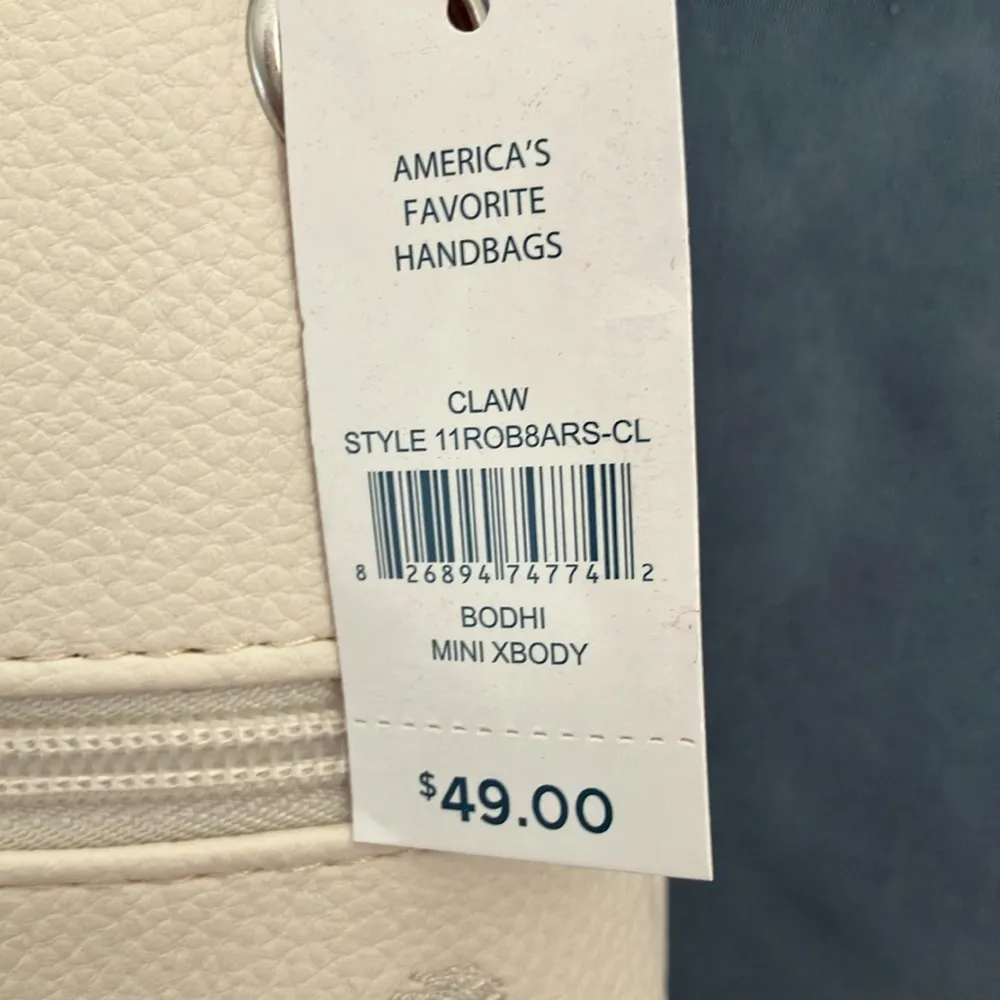 AMERICA'S
FAVORITE
HANDBAGS
CLAW
STYLE 11ROB8ARS-CL
8 26894 74774 2
BODHI
MINI XBODY
$49.00